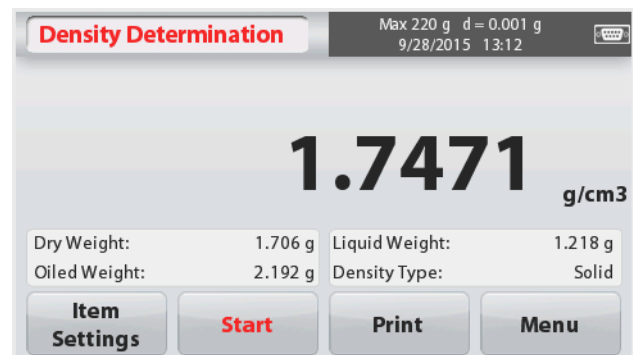 Density Determination
Max 220 g d = 0.001 g
9/28/2015 13:12
1.7471 g/cm3
Dry Weight: 1.706 g Liquid Weight: 1.218 g
Oiled Weight: 2.192 g Density Type: Solid
Item Settings
Start
Print
Menu